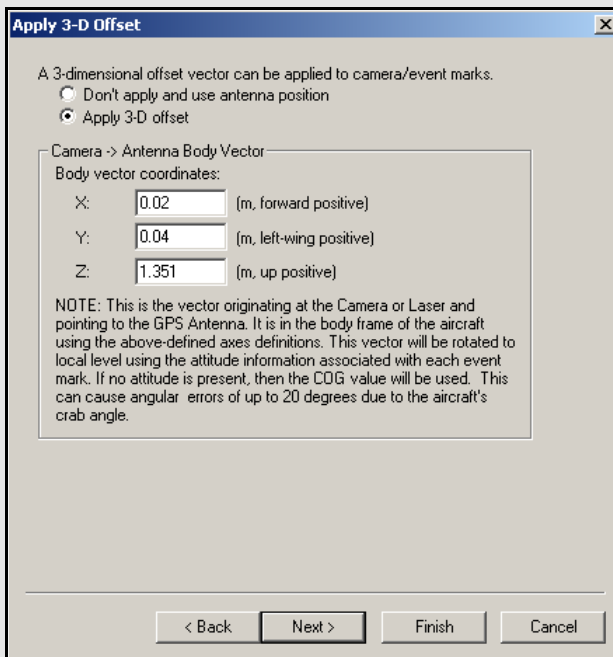 Apply 3-D Offset
A 3-dimensional offset vector can be applied to camera/event marks.
Don't apply and use antenna position
Apply 3-D offset
Camera -> Antenna Body Vector
Body vector coordinates:
X: 0.02 (m, forward positive)
Y: 0.04 (m, left-wing positive)
Z: 1.351 (m, up positive)
NOTE: This is the vector originating at the Camera or Laser and
pointing to the GPS Antenna. It is in the body frame of the aircraft
using the above-defined axes definitions. This vector will be rotated to
local level using the attitude information associated with each event
mark. If no attitude is present, then the COG value will be used. This
can cause angular errors of up to 20 degrees due to the aircraft's
crab angle.
< Back Next > Finish Cancel